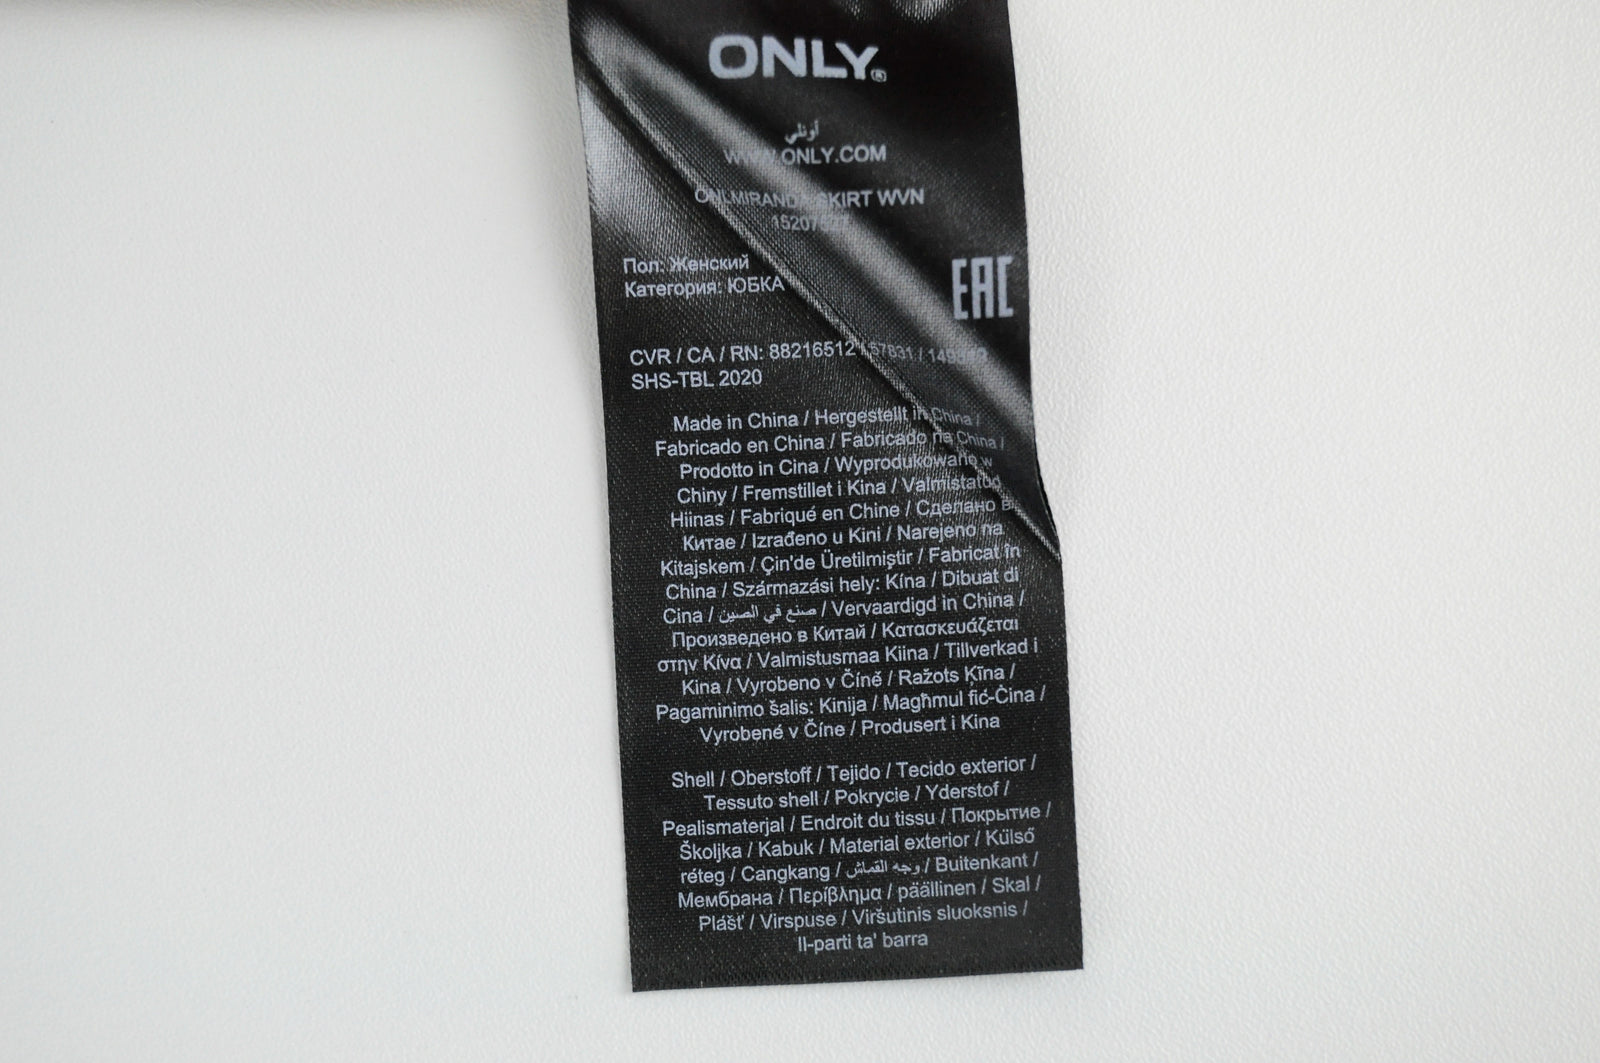 ONLY®
أونلي
WWW.ONLY.COM
ONLMIRANDA SKIRT WVN
Пол: Женский
Категория: ЮБКА
EAC
CVR / CA / RN: 88216512 / 57831 /
SHS-TBL 2020
Made in China / Hergestellt in China /
Fabricado en China / Fabricado na China /
Prodotto in Cina / Wyprodukowano w
Chiny / Fremstillet i Kina / Valmistatud
Hiinas / Fabriqué en Chine / Сделано в
Китае / Izrađeno u Kini / Narejeno na
Kitajskem / Çin'de Üretilmiştir / Fabricat în
China / Származási hely: Kína / Dibuat di
Cina / صنع في الصين / Vervaardigd in China /
Произведено в Китай / Κατασκευάζεται
στην Κίνα / Valmistusmaa Kiina / Tillverkad i
Kina / Vyrobeno v Číně / Ražots Ķīna /
Pagaminimo šalis: Kinija / Magħmul fiċ-Ċina /
Vyrobené v Číne / Produsert i Kina
Shell / Oberstoff / Tejido / Tecido exterior /
Tessuto shell / Pokrycie / Yderstof /
Pealismaterjal / Endroit du tissu / Покрытие /
Školjka / Kabuk / Material exterior / Külső
réteg / Cangkang / وجه القماش / Buitenkant /
Мембрана / Περίβλημα / päällinen / Skal /
Plášť / Virspuse / Viršutinis sluoksnis /
Il-parti ta' barra